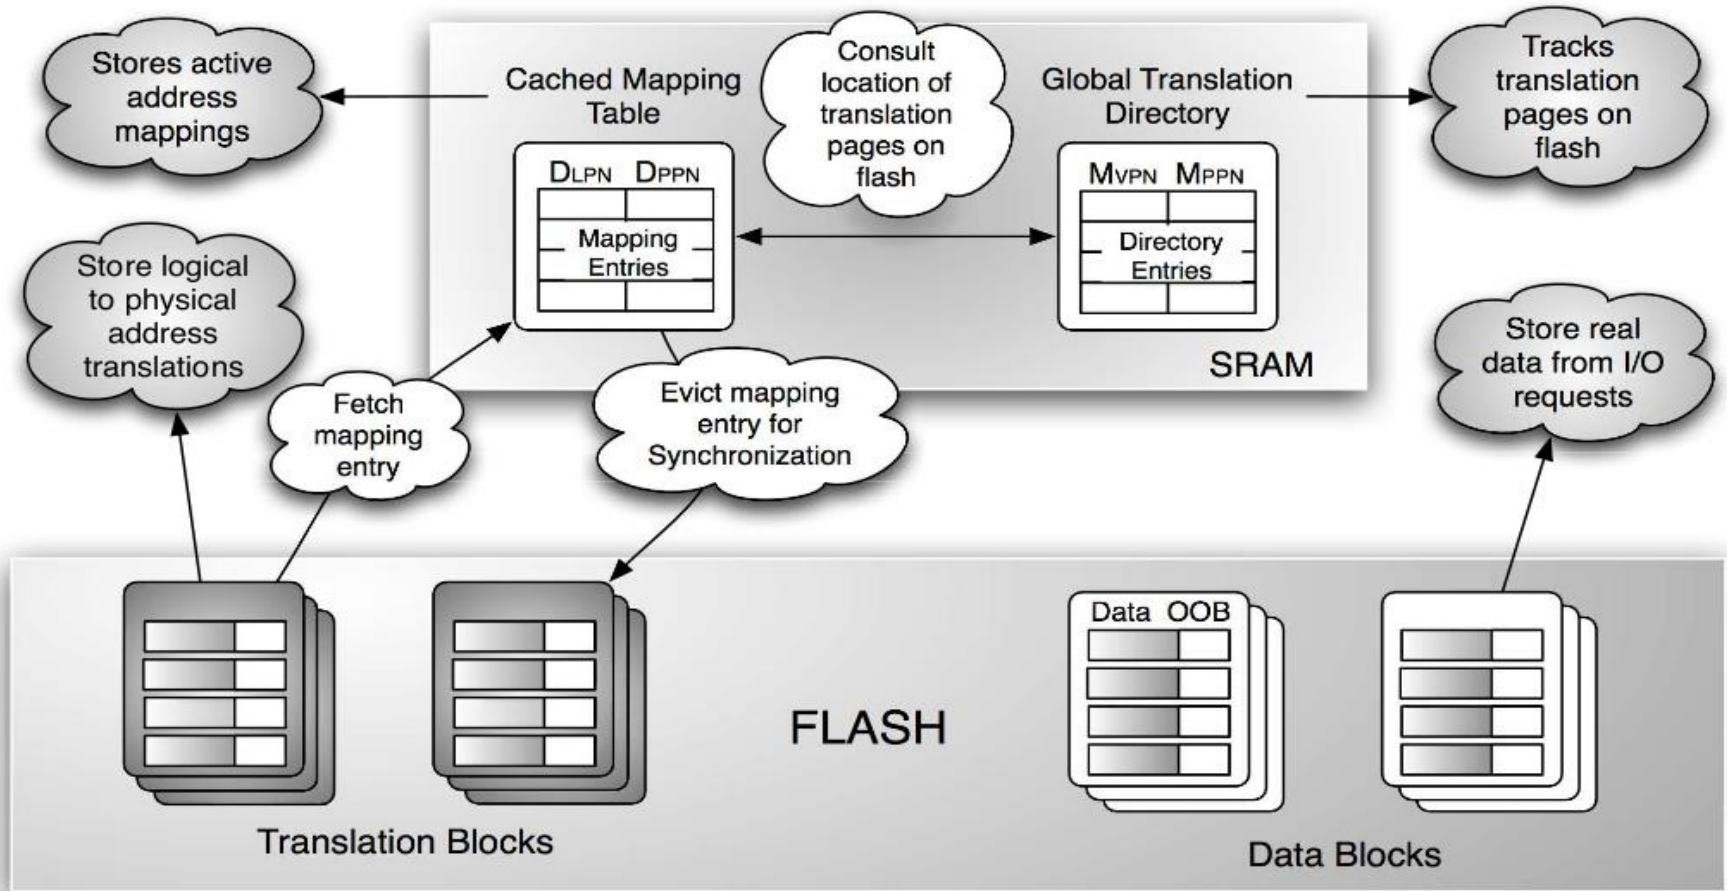 Stores active
address
mappings
Cached Mapping
Table
Consult
location of
translation
pages on
flash
Global Translation
Directory
Tracks
translation
pages on
flash
DLPN DPPN
Mapping
Entries
MVPN MPPN
Directory
Entries
SRAM
Store logical
to physical
address
translations
Fetch
mapping
entry
Evict mapping
entry for
Synchronization
Store real
data from I/O
requests
Data OOB
FLASH
Translation Blocks
Data Blocks